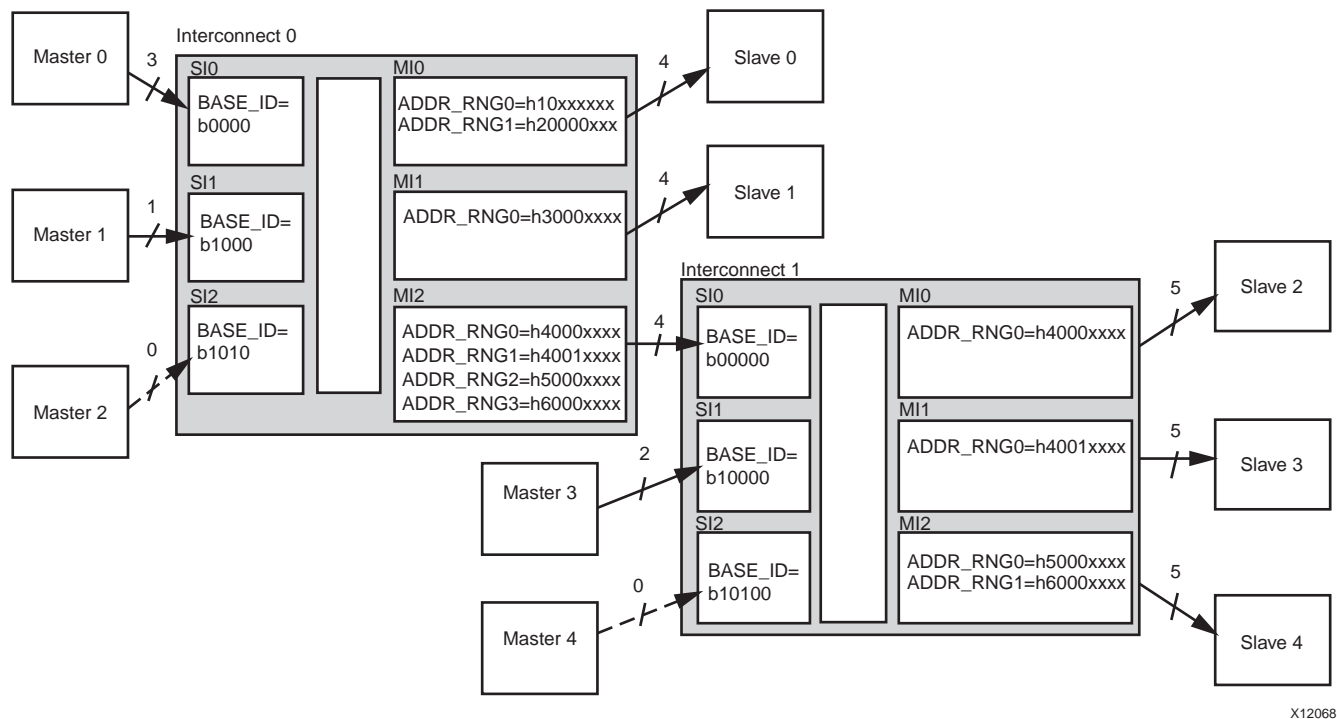 Interconnect 0
Master 0
3
SI0
BASE_ID=
b0000
MI0
ADDR_RNG0=h10xxxxxx
ADDR_RNG1=h20000xxx
4
Slave 0
Master 1
1
SI1
BASE_ID=
b1000
MI1
ADDR_RNG0=h3000xxxx
4
Slave 1
Master 2
0
SI2
BASE_ID=
b1010
MI2
ADDR_RNG0=h4000xxxx
ADDR_RNG1=h4001xxxx
ADDR_RNG2=h5000xxxx
ADDR_RNG3=h6000xxxx
4
Interconnect 1
SI0
BASE_ID=
b00000
MI0
ADDR_RNG0=h4000xxxx
5
Slave 2
Master 3
2
SI1
BASE_ID=
b10000
MI1
ADDR_RNG0=h4001xxxx
5
Slave 3
Master 4
0
SI2
BASE_ID=
b10100
MI2
ADDR_RNG0=h5000xxxx
ADDR_RNG1=h6000xxxx
5
Slave 4
X12068